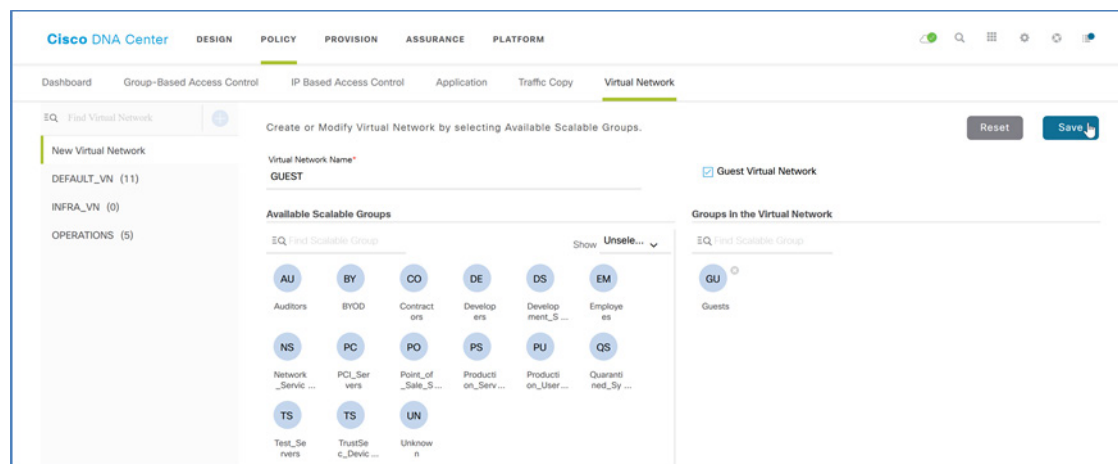 Cisco DNA Center DESIGN POLICY PROVISION ASSURANCE PLATFORM
Dashboard Group-Based Access Control IP Based Access Control Application Traffic Copy Virtual Network
Find Virtual Network
New Virtual Network
DEFAULT_VN (11)
INFRA_VN (0)
OPERATIONS (5)
Create or Modify Virtual Network by selecting Available Scalable Groups.
Reset Save
Virtual Network Name*
GUEST
Guest Virtual Network
Available Scalable Groups
Find Scalable Group Show Unsele...
AU BY CO DE DS EM
Auditors BYOD Contract Develop Develop Employe
ors ers ment_S ... es
NS PC PO PS PU QS
Network PCI_Ser Point_of Producti Producti Quaranti
_Servic ... vers _Sale_S... on_Serv... on_User... ned_Sy ...
TS TS UN
Test_Se TrustSe Unknow
rvers c_Devic ... n
Groups in the Virtual Network
Find Scalable Group
GU
Guests